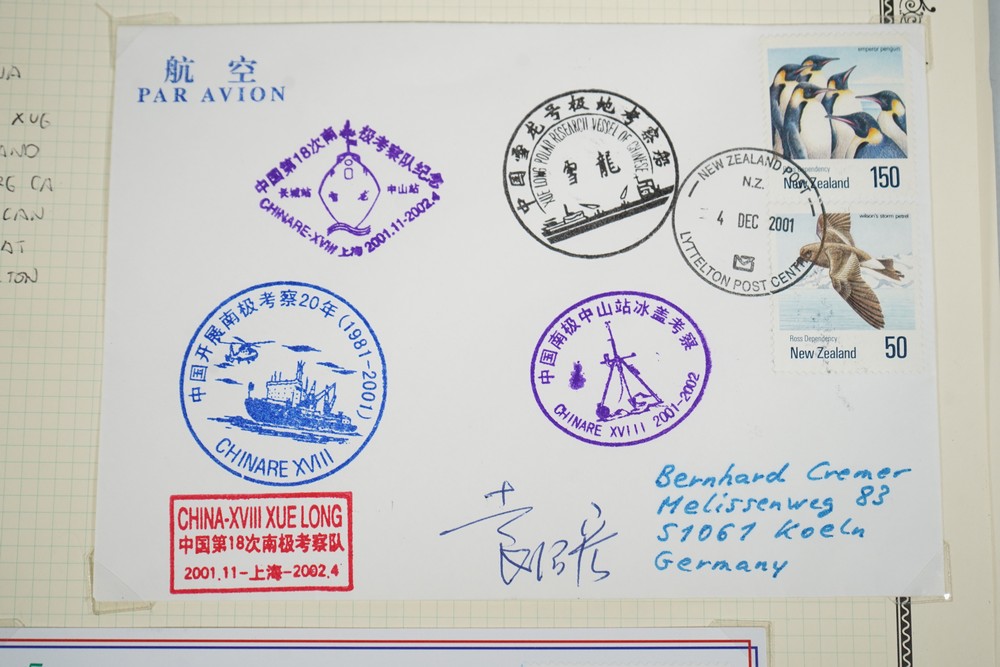 航空
PAR AVION
中国第18次南极考察队纪念
长城站
中山站
CHINARE-XVIII 上海 2001.11-2002.4
中国雪龙号极地考察船
XUE LONG POLAR RESEARCH VESSEL OF CHINESE
雪龍
emperor penguin
New Zealand 150
NEW ZEALAND POST
N.Z.
4 DEC 2001
LYTTELTON POST CENTRE
wilson's storm petrel
Ross Dependency
New Zealand 50
中国开展南极考察20年(1981-2001)
CHINARE XVIII
中国南极中山站冰盖考察
CHINARE XVIII 2001-2002
CHINA-XVIII XUE LONG
中国第18次南极考察队
2001.11-上海-2002.4
Bernhard Cremer
Melissenweg 83
51061 Koeln
Germany
XUE
CAN